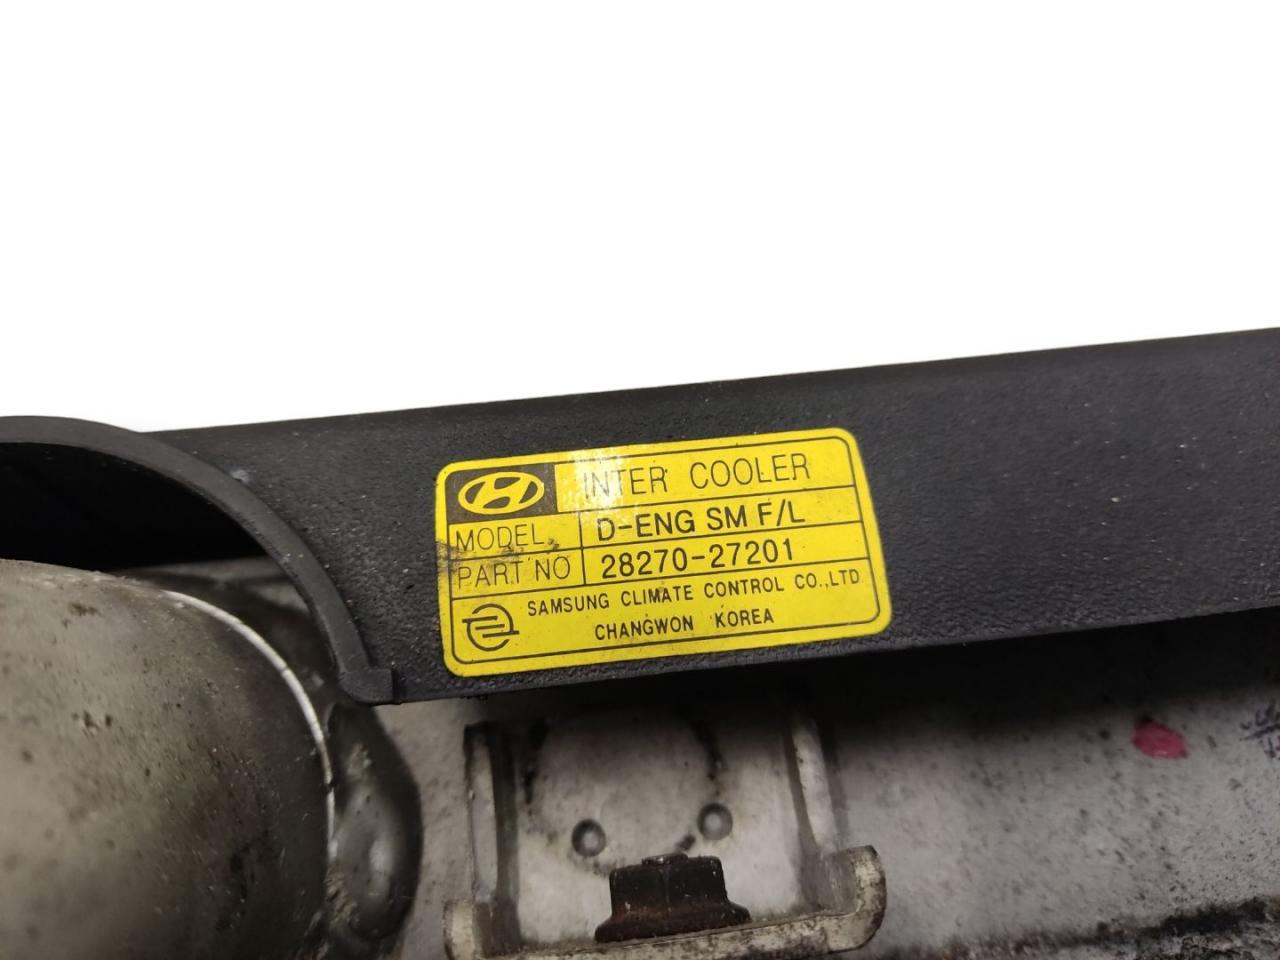 INTER COOLER
MODEL D-ENG SM F/L
PART NO 28270-27201
SAMSUNG CLIMATE CONTROL CO.,LTD
CHANGWON KOREA